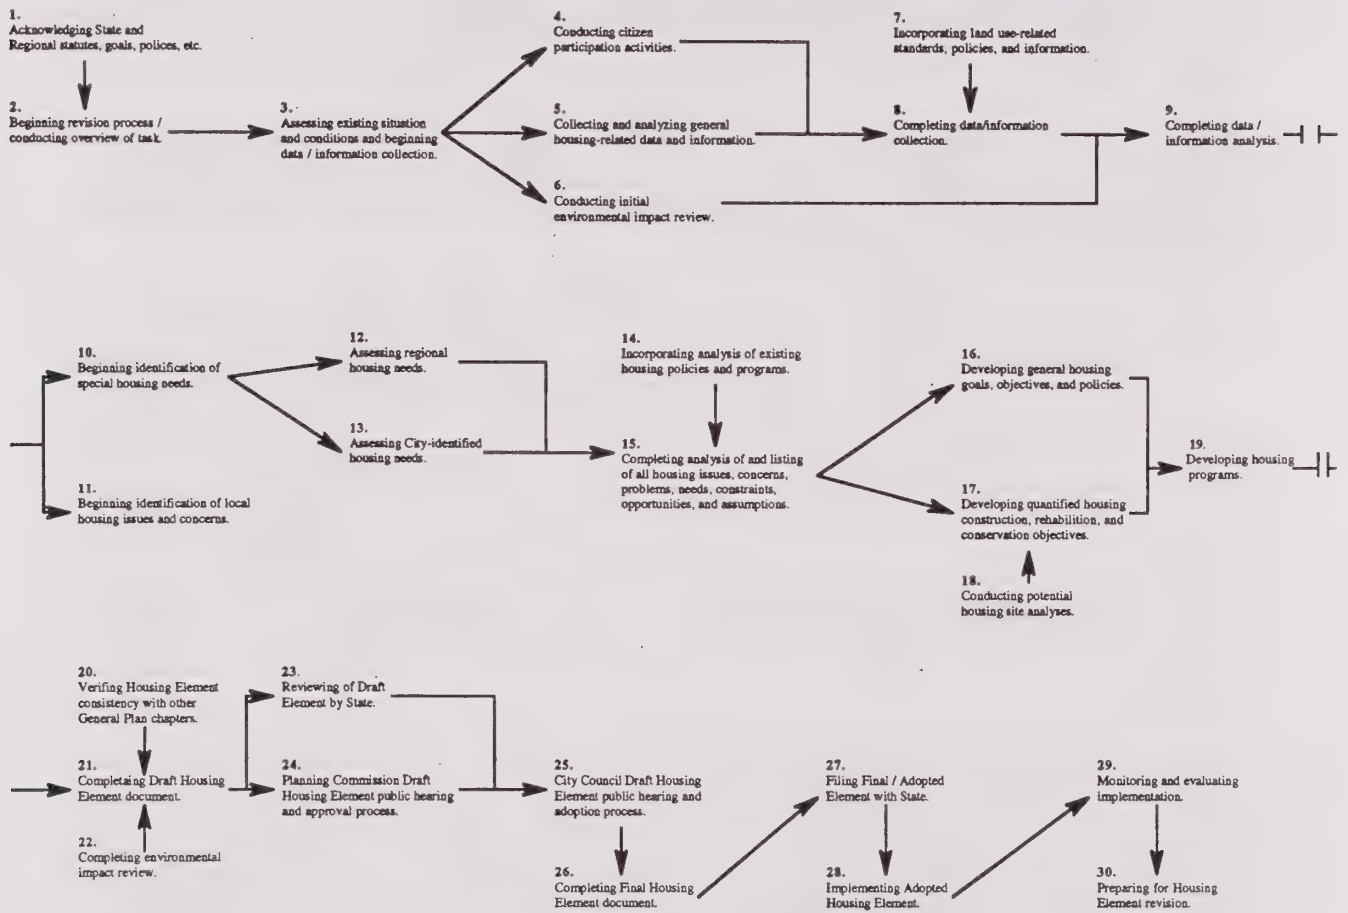 1.
Acknowledging State and
Regional statutes, goals, polices, etc.
2.
Beginning revision process /
conducting overview of task.
3.
Assessing existing situation
and conditions and beginning
data / information collection.
4.
Conducting citizen
participation activities.
5.
Collecting and analyzing general
housing-related data and information.
6.
Conducting initial
environmental impact review.
7.
Incorporating land use-related
standards, policies, and information.
8.
Completing data/information
collection.
9.
Completing data /
information analysis.
10.
Beginning identification of
special housing needs.
11.
Beginning identification of local
housing issues and concerns.
12.
Assessing regional
housing needs.
13.
Assessing City-identified
housing needs.
14.
Incorporating analysis of existing
housing policies and programs.
15.
Completing analysis of and listing
of all housing issues, concerns,
problems, needs, constraints,
opportunities, and assumptions.
16.
Developing general housing
goals, objectives, and policies.
17.
Developing quantified housing
construction, rehabilition, and
conservation objectives.
18.
Conducting potential
housing site analyses.
19.
Developing housing
programs.
20.
Verifing Housing Element
consistency with other
General Plan chapters.
21.
Completaing Draft Housing
Element document.
22.
Completing environmental
impact review.
23.
Reviewing of Draft
Element by State.
24.
Planning Commission Draft
Housing Element public hearing
and approval process.
25.
City Council Draft Housing
Element public hearing and
adoption process.
26.
Completing Final Housing
Element document.
27.
Filing Final / Adopted
Element with State.
28.
Implementing Adopted
Housing Element.
29.
Monitoring and evaluating
implementation.
30.
Preparing for Housing
Element revision.